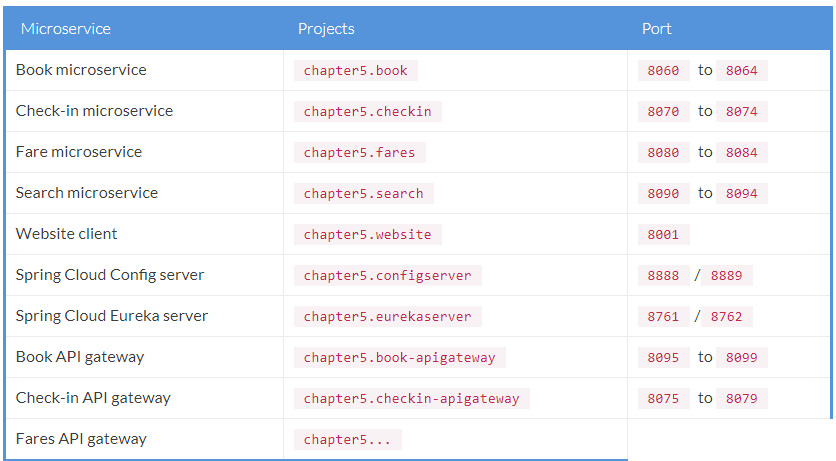 Microservice Projects Port
Book microservice chapter5.book 8060 to 8064
Check-in microservice chapter5.checkin 8070 to 8074
Fare microservice chapter5.fares 8080 to 8084
Search microservice chapter5.search 8090 to 8094
Website client chapter5.website 8001
Spring Cloud Config server chapter5.configserver 8888 / 8889
Spring Cloud Eureka server chapter5.eurekaserver 8761 / 8762
Book API gateway chapter5.book-apigateway 8095 to 8099
Check-in API gateway chapter5.checkin-apigateway 8075 to 8079
Fares API gateway chapter5...